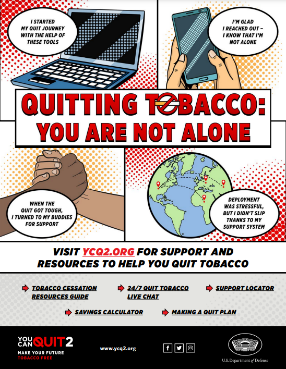 I STARTED
MY QUIT JOURNEY
WITH THE HELP OF
THESE TOOLS
I'M GLAD
I REACHED OUT –
I KNOW THAT I'M
NOT ALONE
QUITTING TOBACCO:
YOU ARE NOT ALONE
WHEN THE
QUIT GOT TOUGH,
I TURNED TO MY BUDDIES
FOR SUPPORT
DEPLOYMENT
WAS STRESSFUL,
BUT I DIDN'T SLIP
THANKS TO MY
SUPPORT SYSTEM
VISIT YCQ2.ORG FOR SUPPORT AND
RESOURCES TO HELP YOU QUIT TOBACCO
TOBACCO CESSATION
RESOURCES GUIDE
24/7 QUIT TOBACCO
LIVE CHAT
SUPPORT LOCATOR
SAVINGS CALCULATOR
MAKING A QUIT PLAN
YOU CAN QUIT 2
MAKE YOUR FUTURE
TOBACCO FREE
www.ycq2.org
U.S. Department of Defense